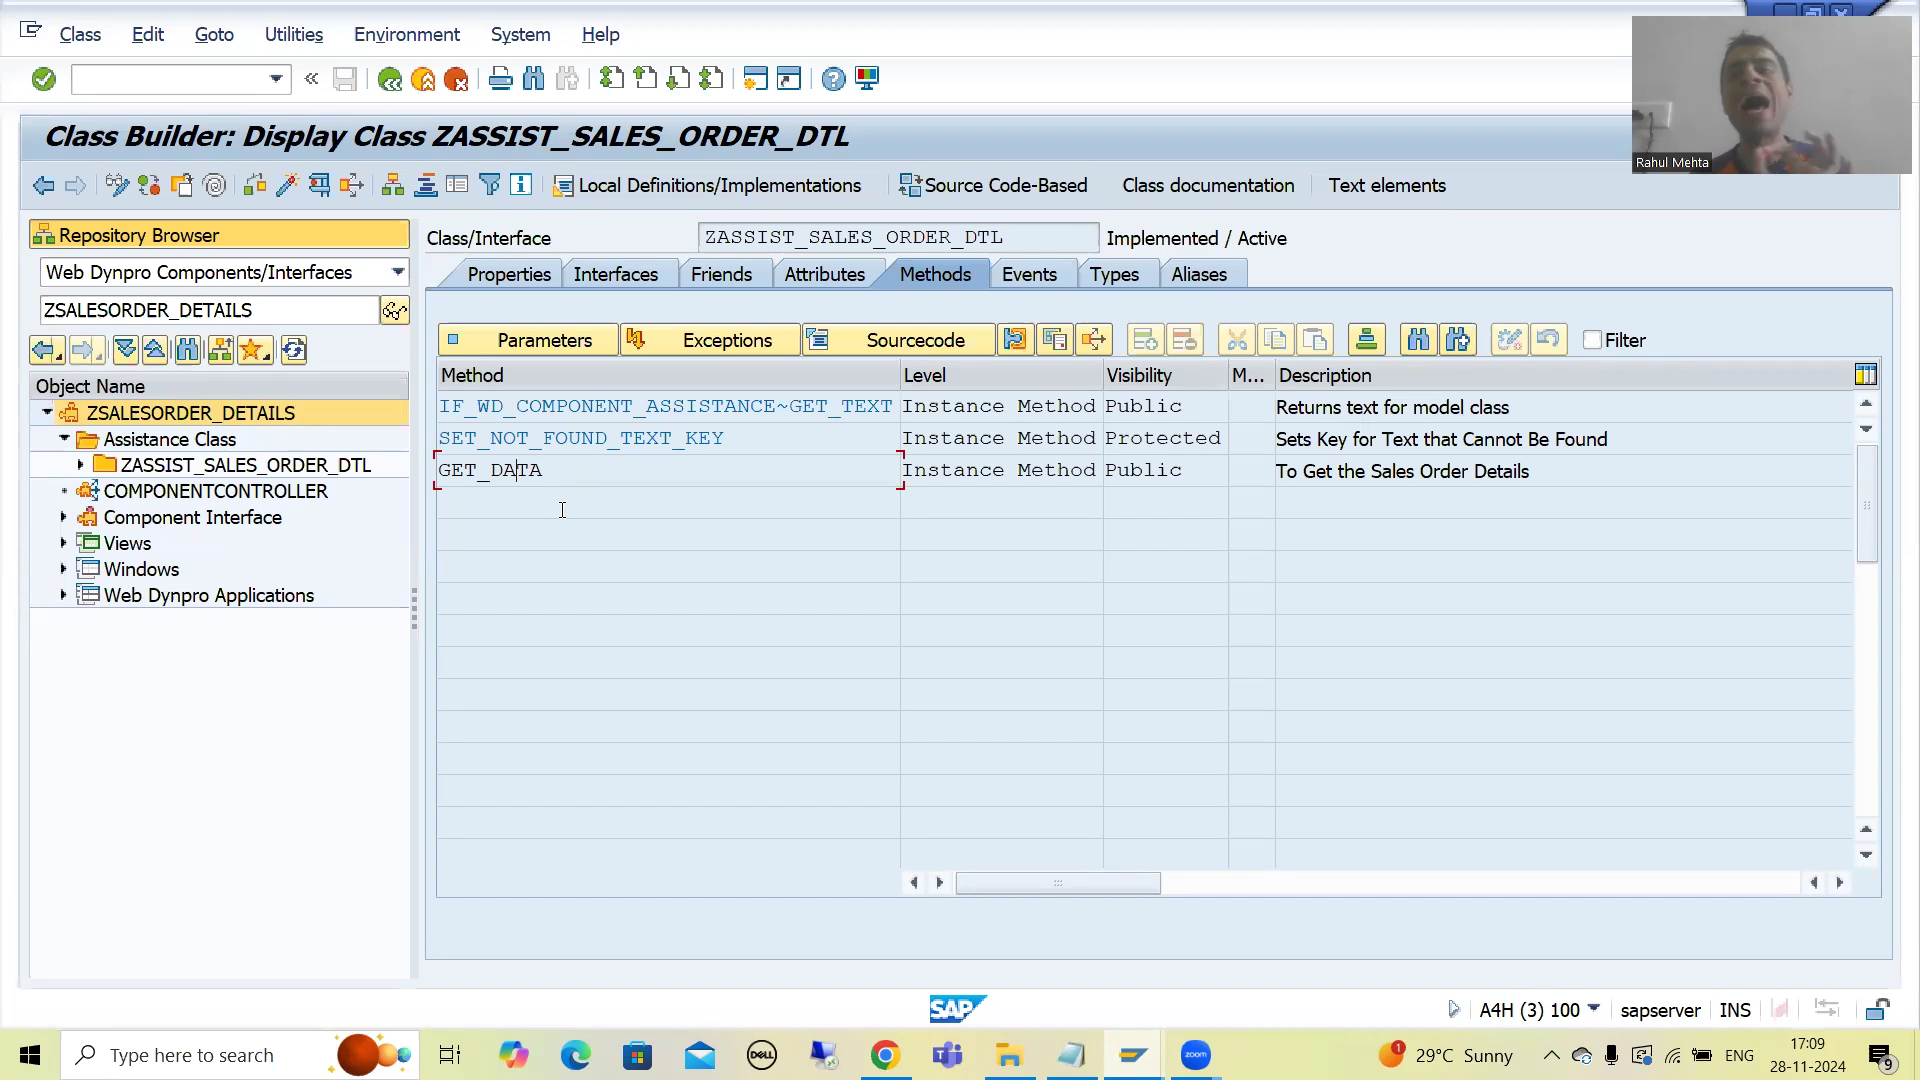 Class Edit Goto Utilities Environment System Help
Rahul Mehta
Class Builder: Display Class ZASSIST_SALES_ORDER_DTL
Local Definitions/Implementations Source Code-Based Class documentation Text elements
Repository Browser
Web Dynpro Components/Interfaces
ZSALESORDER_DETAILS
Object Name
ZSALESORDER_DETAILS
Assistance Class
ZASSIST_SALES_ORDER_DTL
COMPONENTCONTROLLER
Component Interface
Views
Windows
Web Dynpro Applications
Class/Interface ZASSIST_SALES_ORDER_DTL Implemented / Active
Properties Interfaces Friends Attributes Methods Events Types Aliases
Parameters Exceptions Sourcecode Filter
Method Level Visibility M... Description
IF_WD_COMPONENT_ASSISTANCE~GET_TEXT Instance Method Public Returns text for model class
SET_NOT_FOUND_TEXT_KEY Instance Method Protected Sets Key for Text that Cannot Be Found
GET_DATA Instance Method Public To Get the Sales Order Details
SAP A4H (3) 100 sapserver INS
Type here to search DELL zoom 1 29°C Sunny ENG 17:09 28-11-2024 9